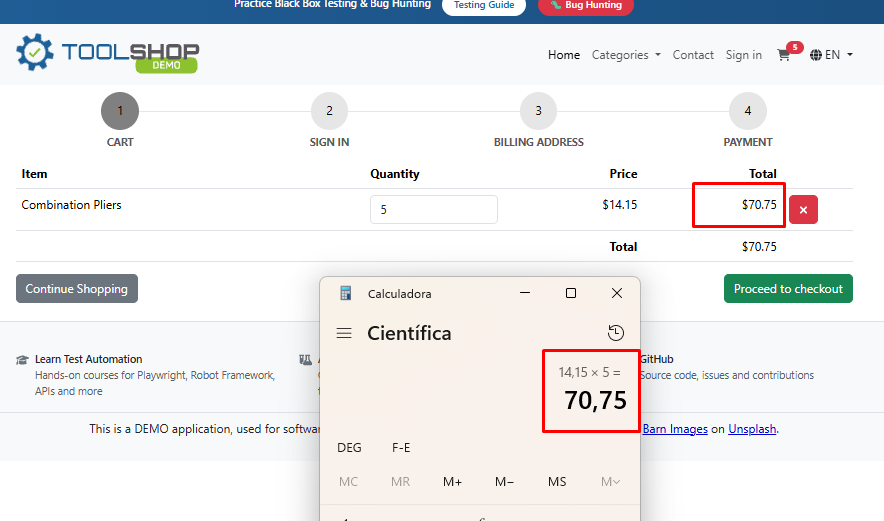 Practice Black Box Testing & Bug Hunting
Testing Guide
Bug Hunting
TOOLSHOP
DEMO
Home
Categories
Contact
Sign in
5
EN
1
2
3
4
CART
SIGN IN
BILLING ADDRESS
PAYMENT
Item
Quantity
Price
Total
Combination Pliers
5
$14.15
$70.75
×
Total
$70.75
Continue Shopping
Proceed to checkout
Calculadora
Científica
14,15 × 5 =
70,75
DEG
F-E
MC
MR
M+
M−
MS
M
Learn Test Automation
Hands-on courses for Playwright, Robot Framework,
APIs and more
GitHub
Source code, issues and contributions
This is a DEMO application, used for
Barn Images on Unsplash.